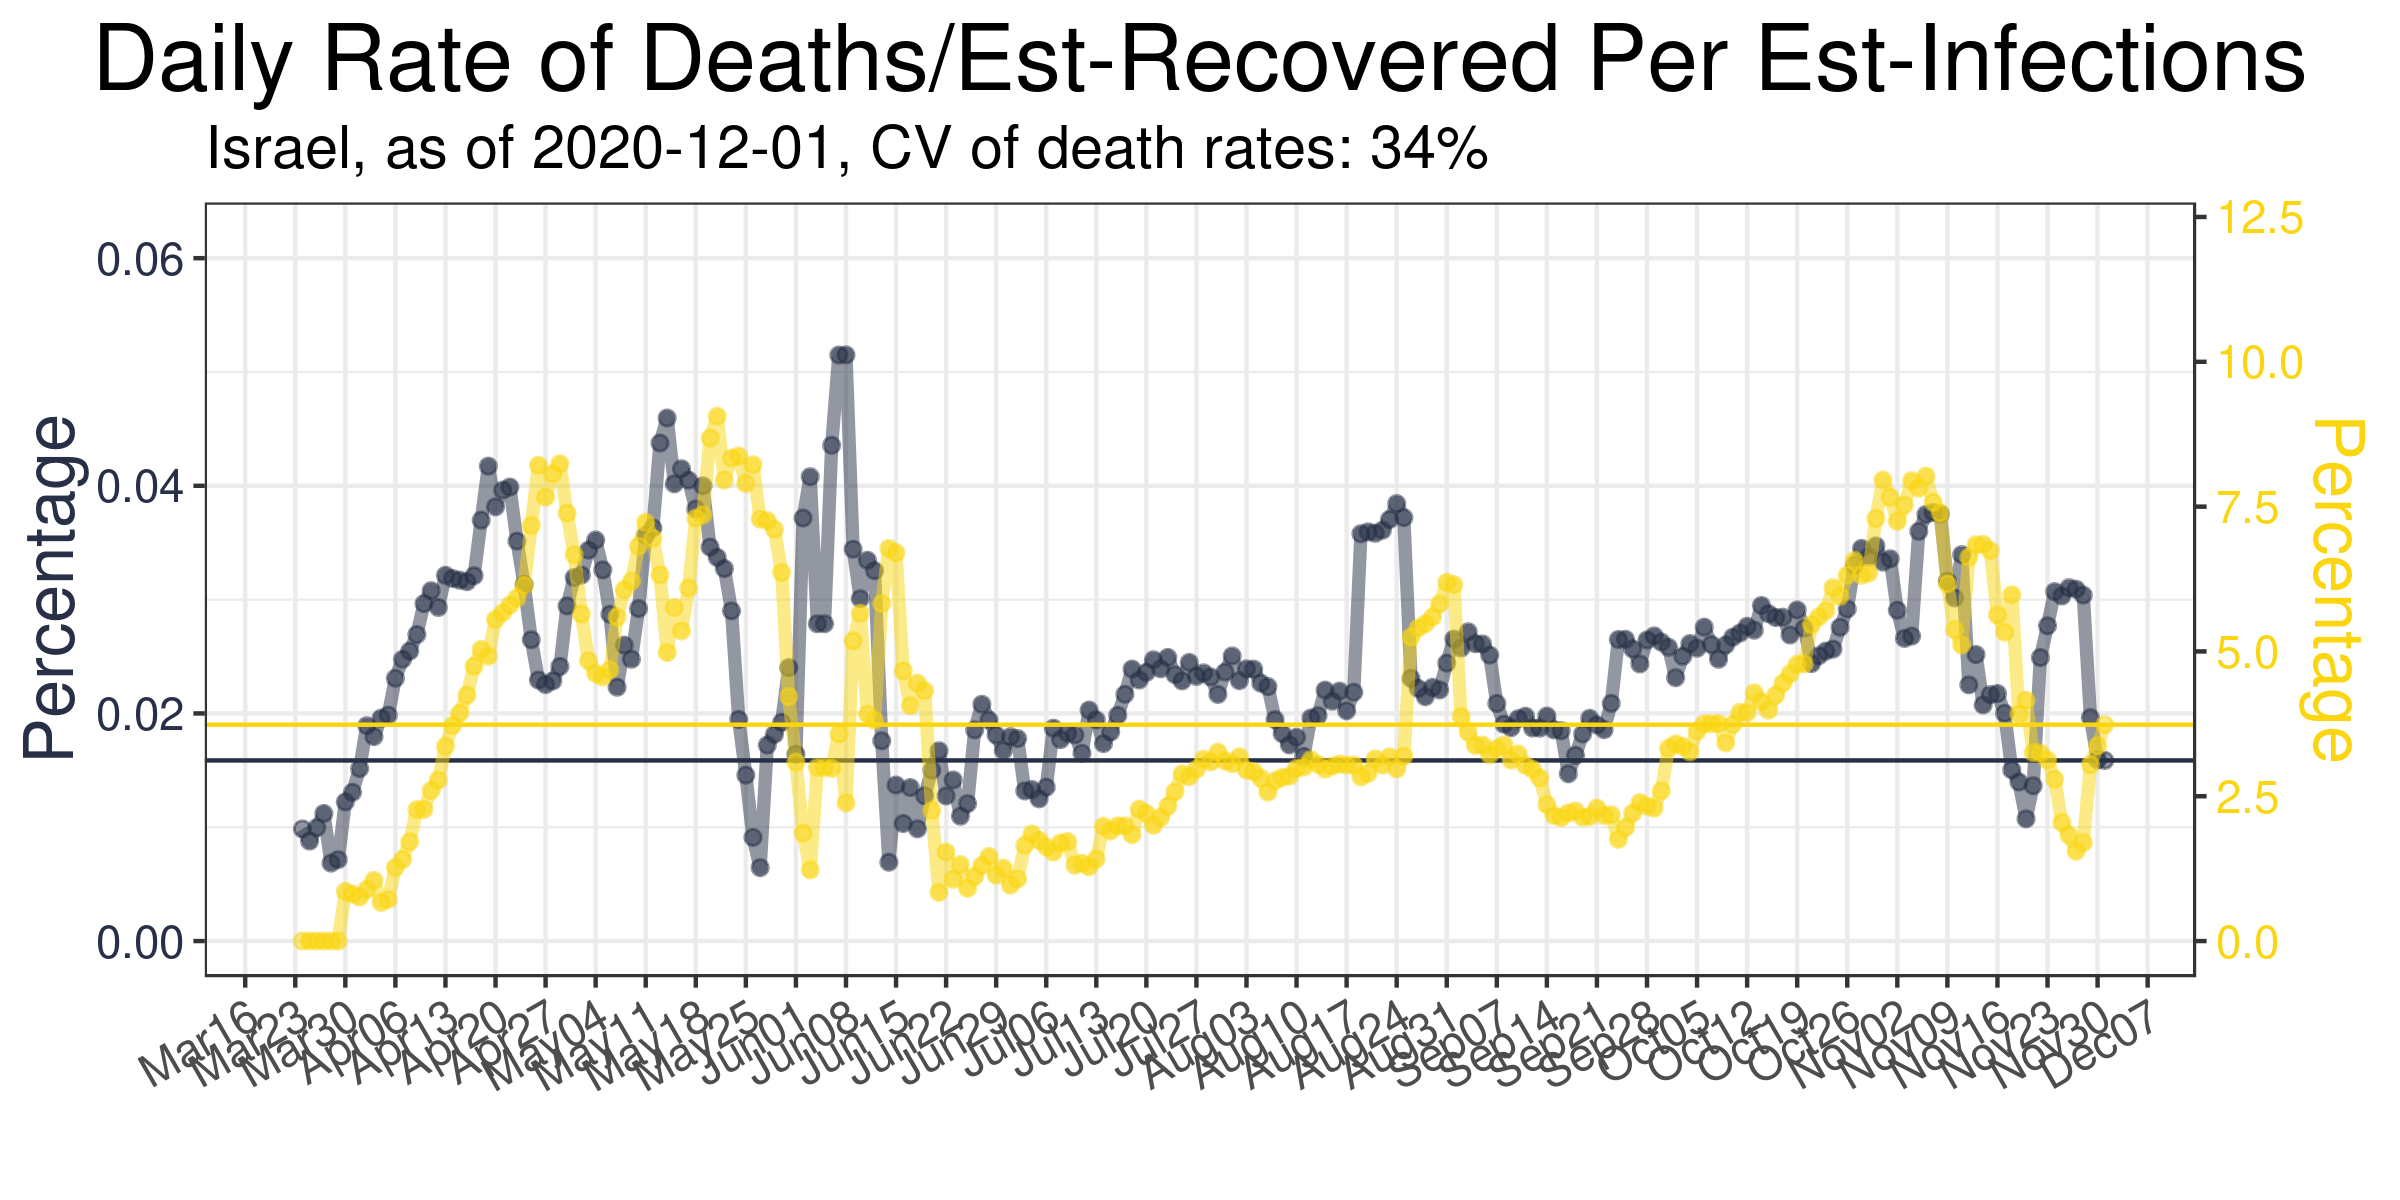 Daily Rate of Deaths/Est-Recovered Per Est-Infections
Israel, as of 2020-12-01, CV of death rates: 34%
Percentage
0.06
0.04
0.02
0.00
12.5
10.0
7.5
5.0
2.5
0.0
Percentage
Mar16
Mar23
Mar30
Apr06
Apr13
Apr20
Apr27
May04
May11
May18
May25
Jun01
Jun08
Jun15
Jun22
Jun29
Jul06
Jul13
Jul20
Jul27
Aug03
Aug10
Aug17
Aug24
Aug31
Sep07
Sep14
Sep21
Sep28
Oct05
Oct12
Oct19
Oct26
Nov02
Nov09
Nov16
Nov23
Nov30
Dec07